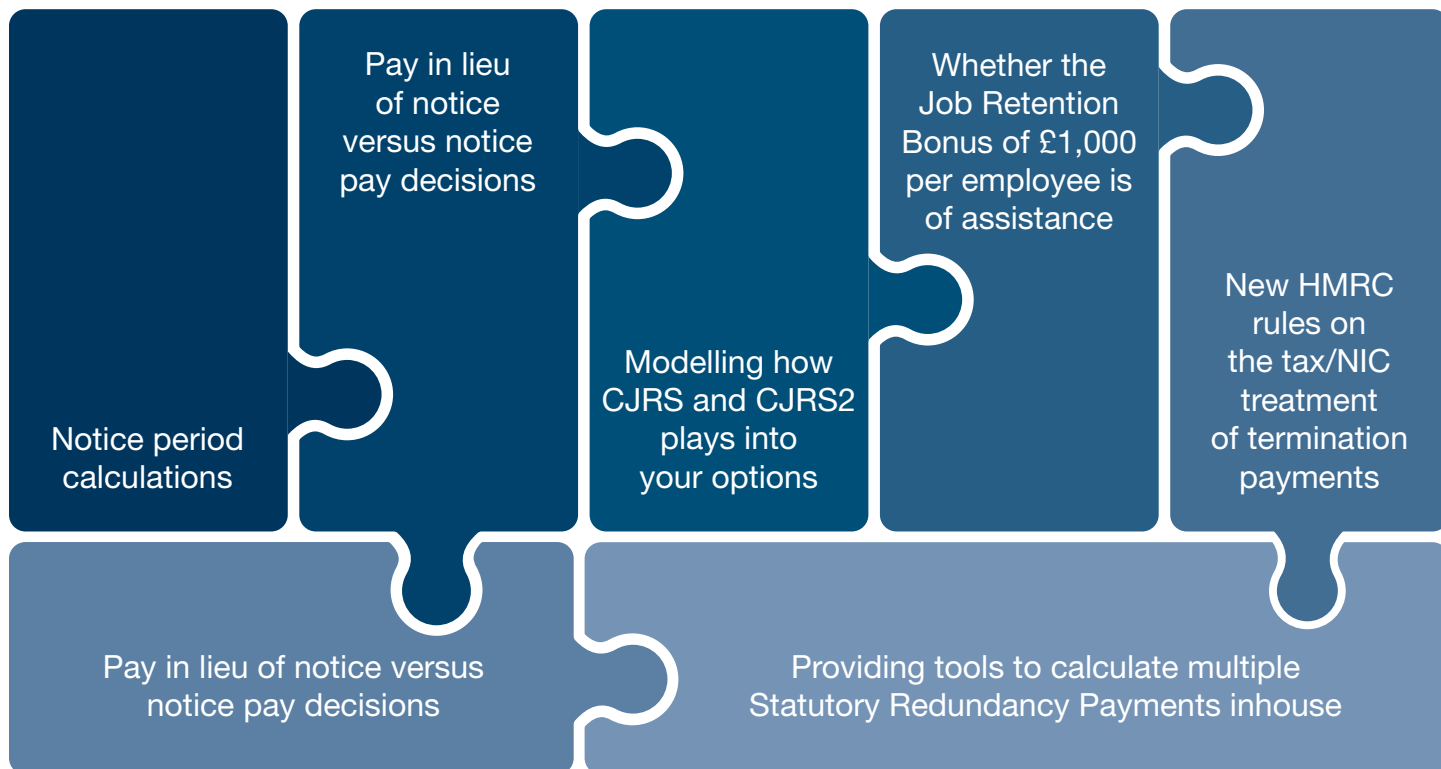 Notice period
calculations
Pay in lieu
of notice
versus notice
pay decisions
Modelling how
CJRS and CJRS2
plays into
your options
Whether the
Job Retention
Bonus of £1,000
per employee is
of assistance
New HMRC
rules on
the tax/NIC
treatment
of termination
payments
Pay in lieu of notice versus
notice pay decisions
Providing tools to calculate multiple
Statutory Redundancy Payments inhouse